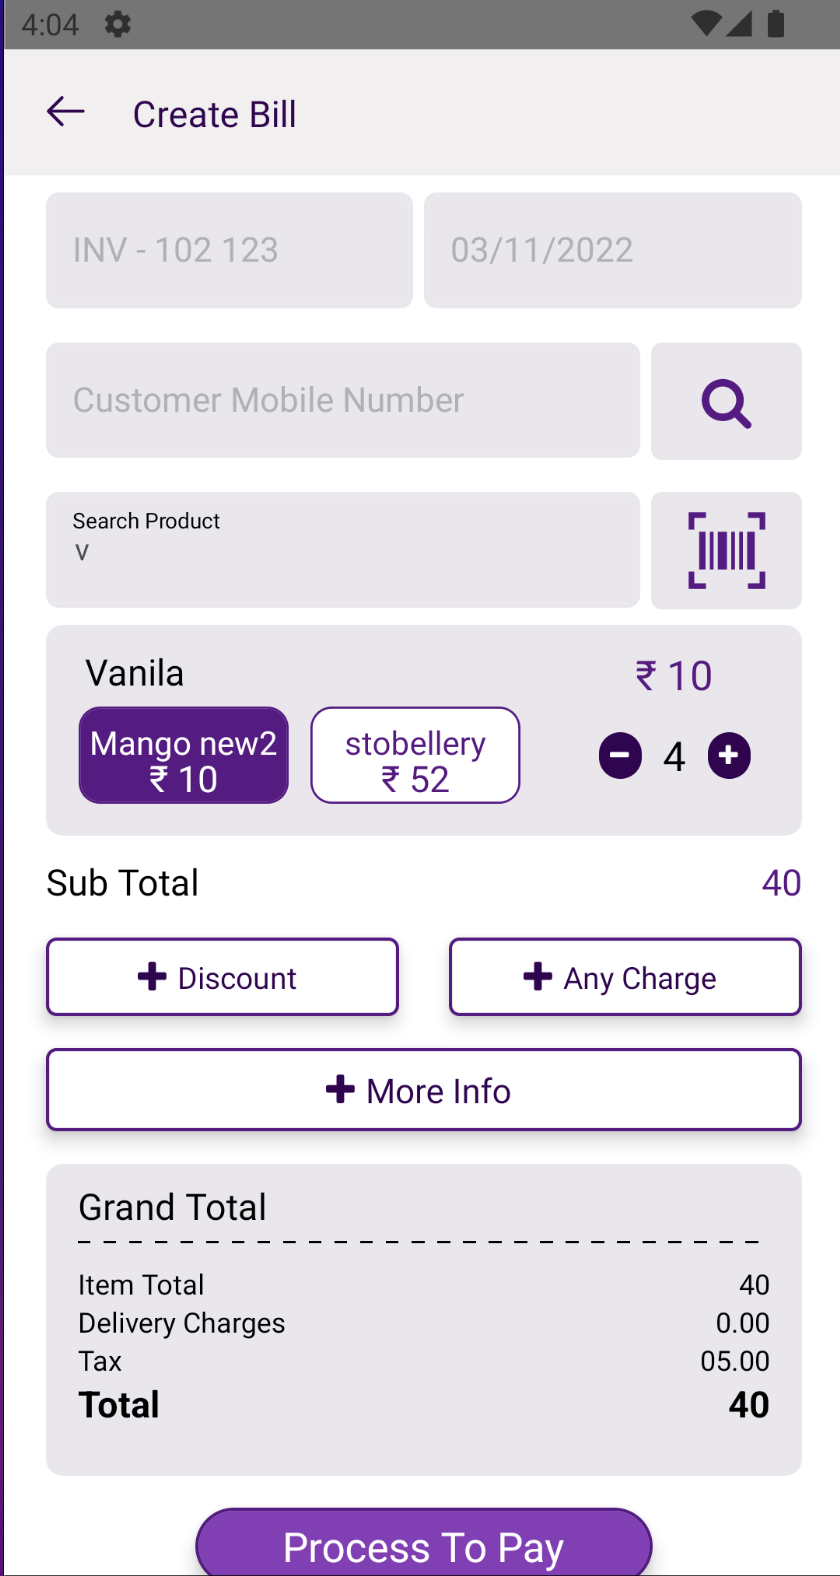 4:04
Create Bill
INV - 102 123
03/11/2022
Customer Mobile Number
Search Product
v
Vanila
₹ 10
Mango new2
₹ 10
stobellery
₹ 52
4
Sub Total
40
Discount
Any Charge
More Info
Grand Total
Item Total
40
Delivery Charges
0.00
Tax
05.00
Total
40
Process To Pay